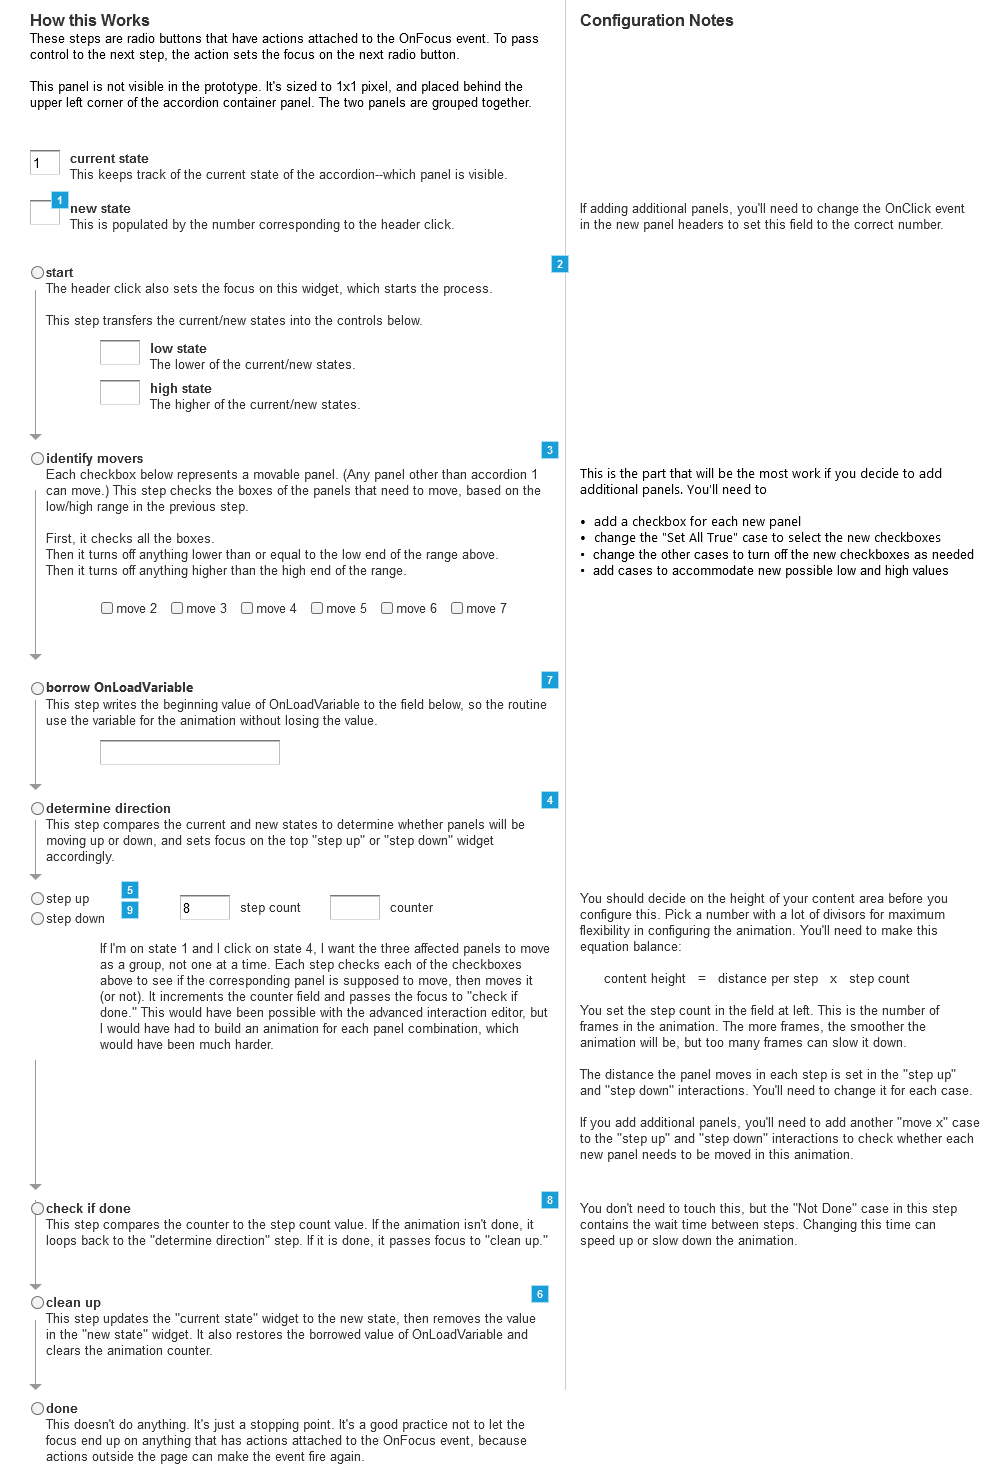 How this Works
These steps are radio buttons that have actions attached to the OnFocus event. To pass
control to the next step, the action sets the focus on the next radio button.
This panel is not visible in the prototype. It's sized to 1x1 pixel, and placed behind the
upper left corner of the accordion container panel. The two panels are grouped together.
1
current state
This keeps track of the current state of the accordion--which panel is visible.
1
new state
This is populated by the number corresponding to the header click.
2
start
The header click also sets the focus on this widget, which starts the process.
This step transfers the current/new states into the controls below.
low state
The lower of the current/new states.
high state
The higher of the current/new states.
3
identify movers
Each checkbox below represents a movable panel. (Any panel other than accordion 1
can move.) This step checks the boxes of the panels that need to move, based on the
low/high range in the previous step.
First, it checks all the boxes.
Then it turns off anything lower than or equal to the low end of the range above.
Then it turns off anything higher than the high end of the range.
move 2 move 3 move 4 move 5 move 6 move 7
7
borrow OnLoadVariable
This step writes the beginning value of OnLoadVariable to the field below, so the routine
use the variable for the animation without losing the value.
4
determine direction
This step compares the current and new states to determine whether panels will be
moving up or down, and sets focus on the top "step up" or "step down" widget
accordingly.
step up 5
step down 9
8 step count counter
If I'm on state 1 and I click on state 4, I want the three affected panels to move
as a group, not one at a time. Each step checks each of the checkboxes
above to see if the corresponding panel is supposed to move, then moves it
(or not). It increments the counter field and passes the focus to "check if
done." This would have been possible with the advanced interaction editor, but
I would have had to build an animation for each panel combination, which
would have been much harder.
8
check if done
This step compares the counter to the step count value. If the animation isn't done, it
loops back to the "determine direction" step. If it is done, it passes focus to "clean up."
6
clean up
This step updates the "current state" widget to the new state, then removes the value
in the "new state" widget. It also restores the borrowed value of OnLoadVariable and
clears the animation counter.
done
This doesn't do anything. It's just a stopping point. It's a good practice not to let the
focus end up on anything that has actions attached to the OnFocus event, because
actions outside the page can make the event fire again.
Configuration Notes
If adding additional panels, you'll need to change the OnClick event
in the new panel headers to set this field to the correct number.
This is the part that will be the most work if you decide to add
additional panels. You'll need to
• add a checkbox for each new panel
• change the "Set All True" case to select the new checkboxes
• change the other cases to turn off the new checkboxes as needed
• add cases to accommodate new possible low and high values
You should decide on the height of your content area before you
configure this. Pick a number with a lot of divisors for maximum
flexibility in configuring the animation. You'll need to make this
equation balance:
content height = distance per step x step count
You set the step count in the field at left. This is the number of
frames in the animation. The more frames, the smoother the
animation will be, but too many frames can slow it down.
The distance the panel moves in each step is set in the "step up"
and "step down" interactions. You'll need to change it for each case.
If you add additional panels, you'll need to add another "move x" case
to the "step up" and "step down" interactions to check whether each
new panel needs to be moved in this animation.
You don't need to touch this, but the "Not Done" case in this step
contains the wait time between steps. Changing this time can
speed up or slow down the animation.